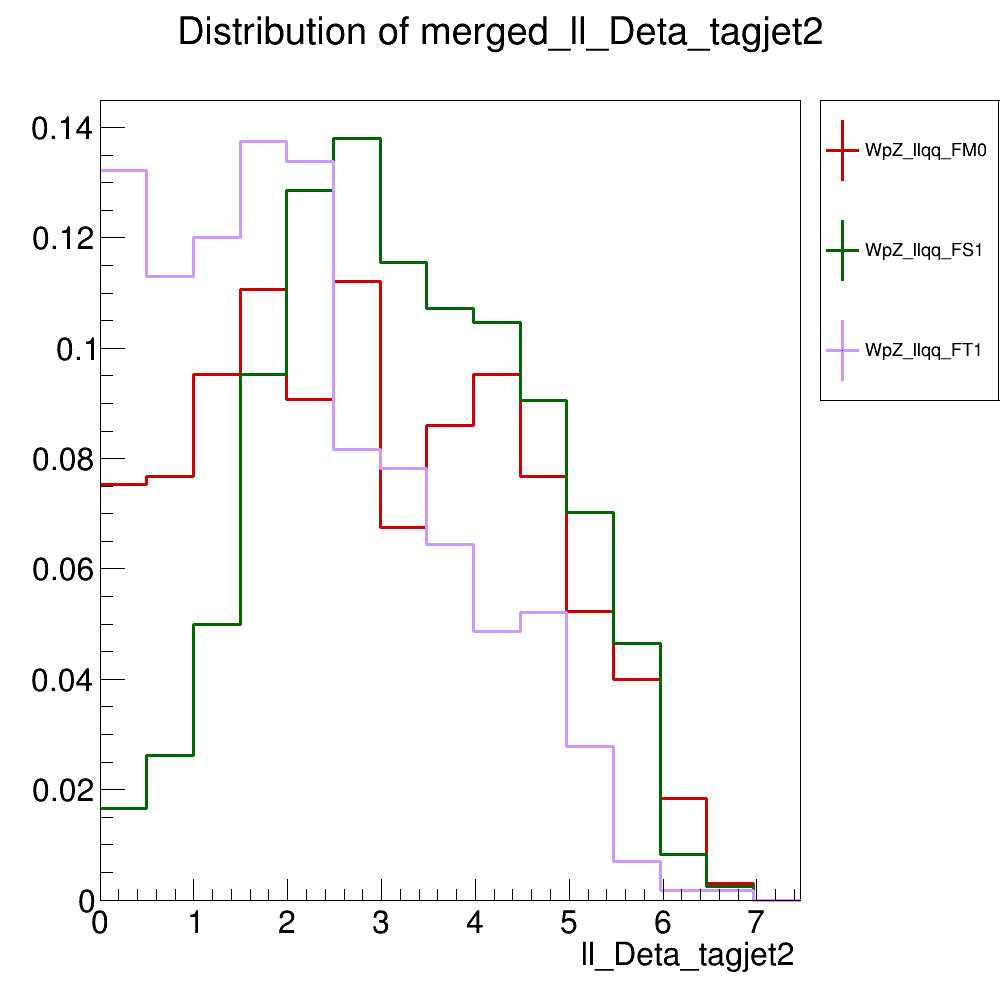 Distribution of merged_ll_Deta_tagjet2
0.14
0.12
0.1
0.08
0.06
0.04
0.02
0
0 1 2 3 4 5 6 7
ll_Deta_tagjet2
WpZ_llqq_FM0
WpZ_llqq_FS1
WpZ_llqq_FT1